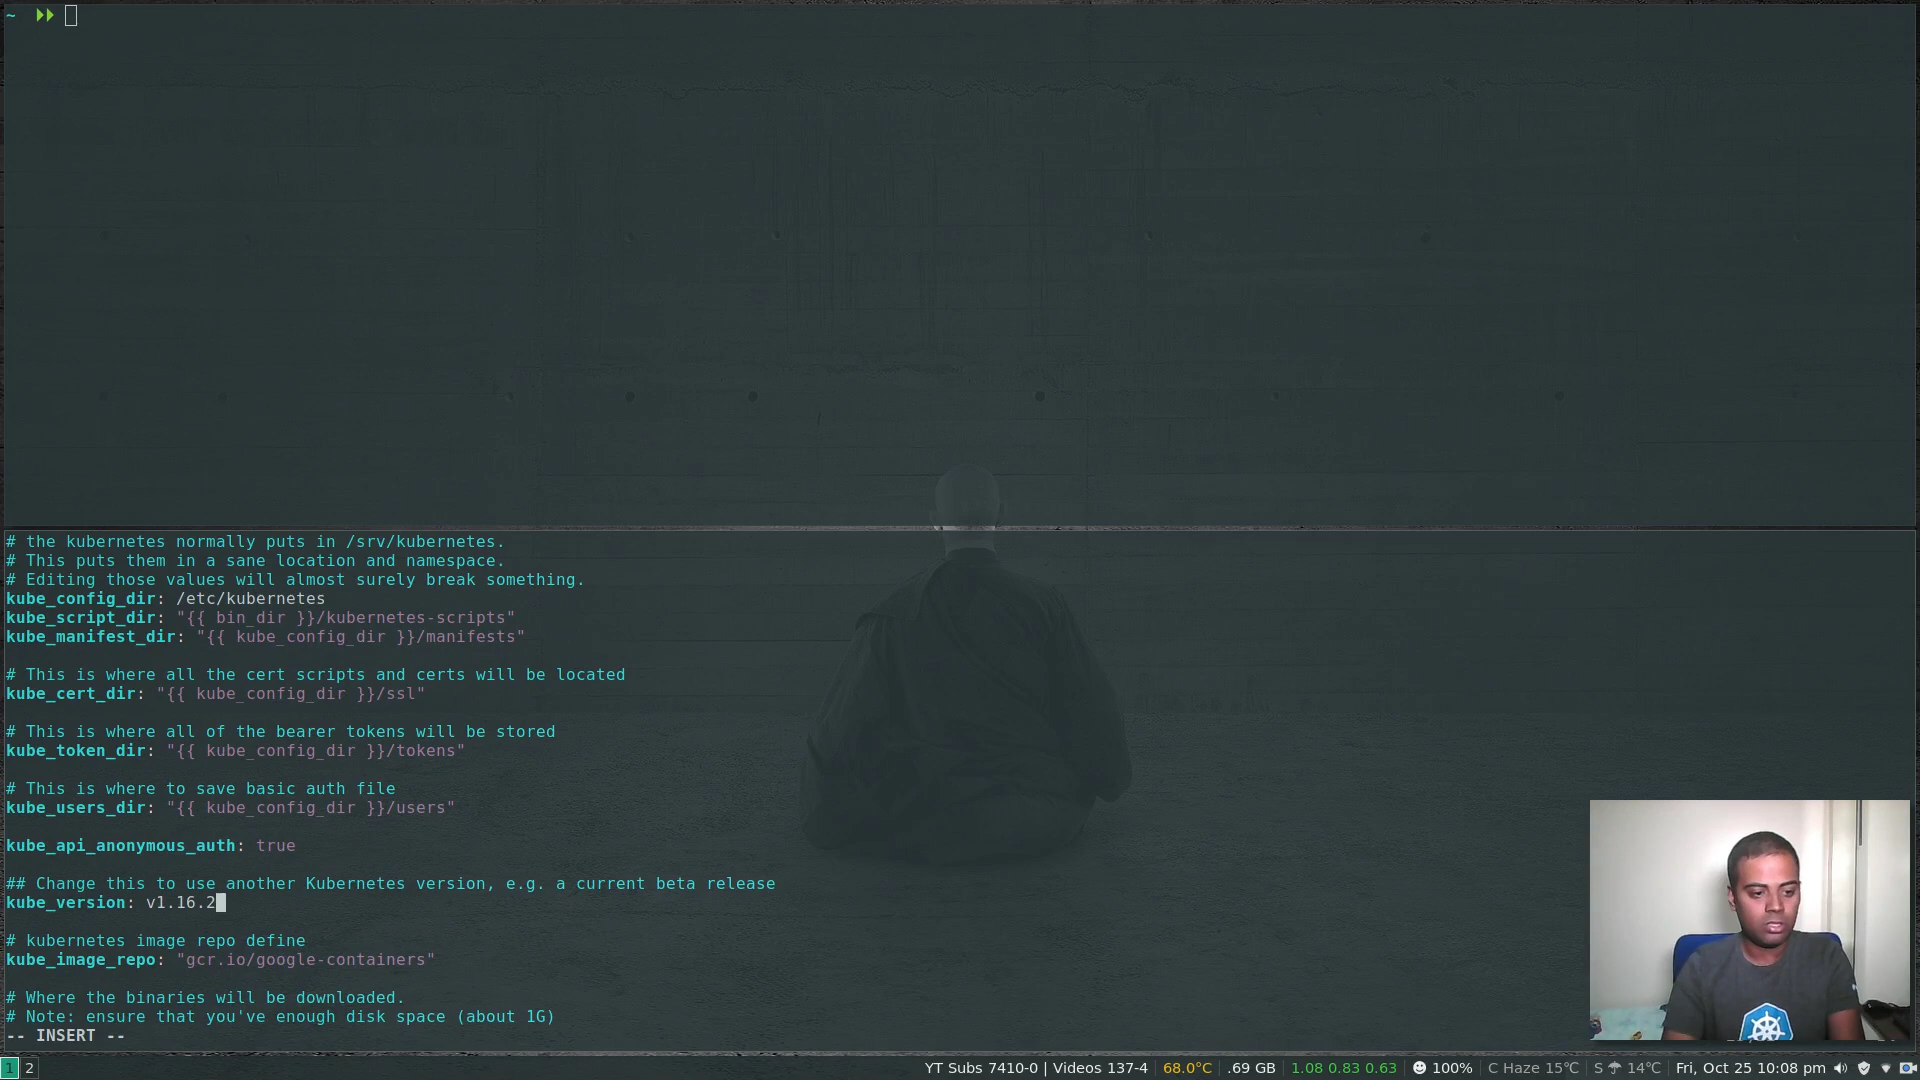 ~
# the kubernetes normally puts in /srv/kubernetes.
# This puts them in a sane location and namespace.
# Editing those values will almost surely break something.
kube_config_dir: /etc/kubernetes
kube_script_dir: "{{ bin_dir }}/kubernetes-scripts"
kube_manifest_dir: "{{ kube_config_dir }}/manifests"
# This is where all the cert scripts and certs will be located
kube_cert_dir: "{{ kube_config_dir }}/ssl"
# This is where all of the bearer tokens will be stored
kube_token_dir: "{{ kube_config_dir }}/tokens"
# This is where to save basic auth file
kube_users_dir: "{{ kube_config_dir }}/users"
kube_api_anonymous_auth: true
## Change this to use another Kubernetes version, e.g. a current beta release
kube_version: v1.16.2
# kubernetes image repo define
kube_image_repo: "gcr.io/google-containers"
# Where the binaries will be downloaded.
# Note: ensure that you've enough disk space (about 1G)
-- INSERT --
1 2 YT Subs 7410-0 | Videos 137-4 68.0°C .69 GB 1.08 0.83 0.63 100% C Haze 15℃ S 14℃ Fri, Oct 25 10:08 pm